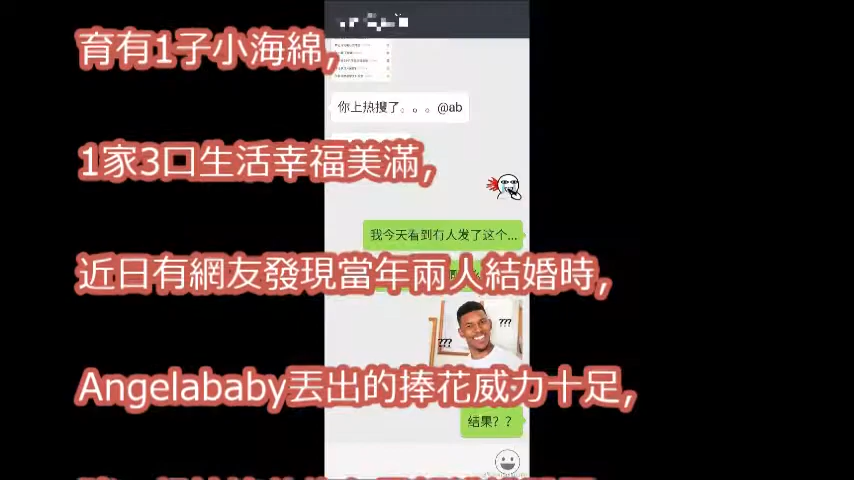 育有1子小海綿,
你上热搜了。。。@ab
1家3口生活幸福美滿,
我今天看到有人发了这个...
近日有網友發現當年兩人結婚時,
???
???
Angelababy丟出的捧花威力十足,
结果？？